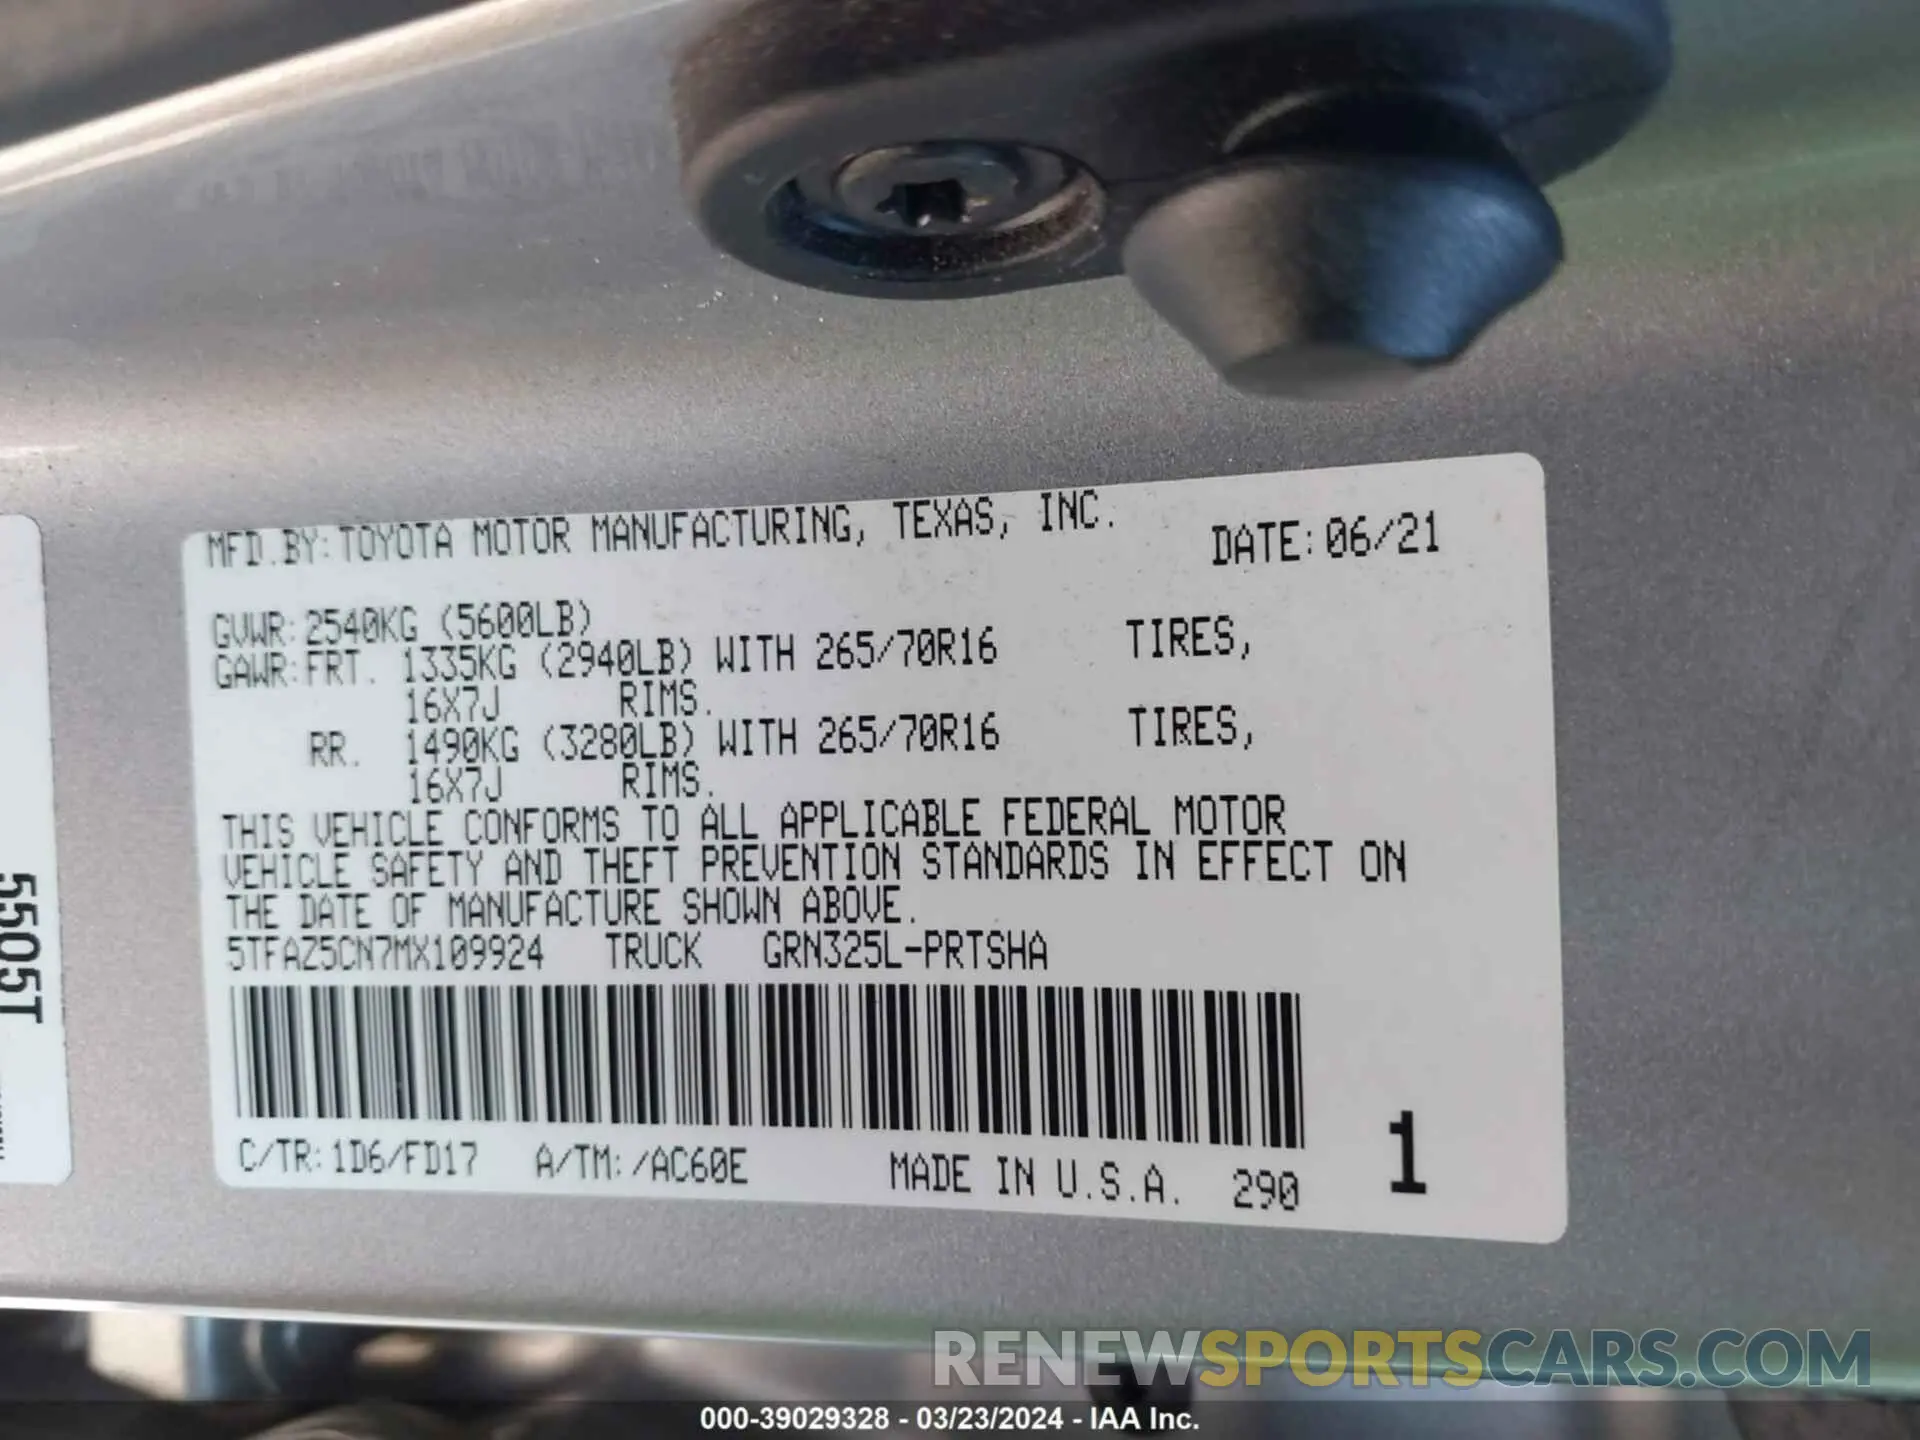 MFD.BY:TOYOTA MOTOR MANUFACTURING, TEXAS, INC. DATE:06/21
GVWR:2540KG (5600LB)
GAWR:FRT. 1335KG (2940LB) WITH 265/70R16 TIRES,
16X7J RIMS.
RR. 1490KG (3280LB) WITH 265/70R16 TIRES,
16X7J RIMS.
THIS VEHICLE CONFORMS TO ALL APPLICABLE FEDERAL MOTOR
VEHICLE SAFETY AND THEFT PREVENTION STANDARDS IN EFFECT ON
THE DATE OF MANUFACTURE SHOWN ABOVE.
5TFAZ5CN7MX109924 TRUCK GRN325L-PRTSHA
C/TR:1D6/FD17 A/TM:/AC60E MADE IN U.S.A. 290 1
5505T
RENEWSPORTSCARS.COM
000-39029328 - 03/23/2024 - IAA Inc.